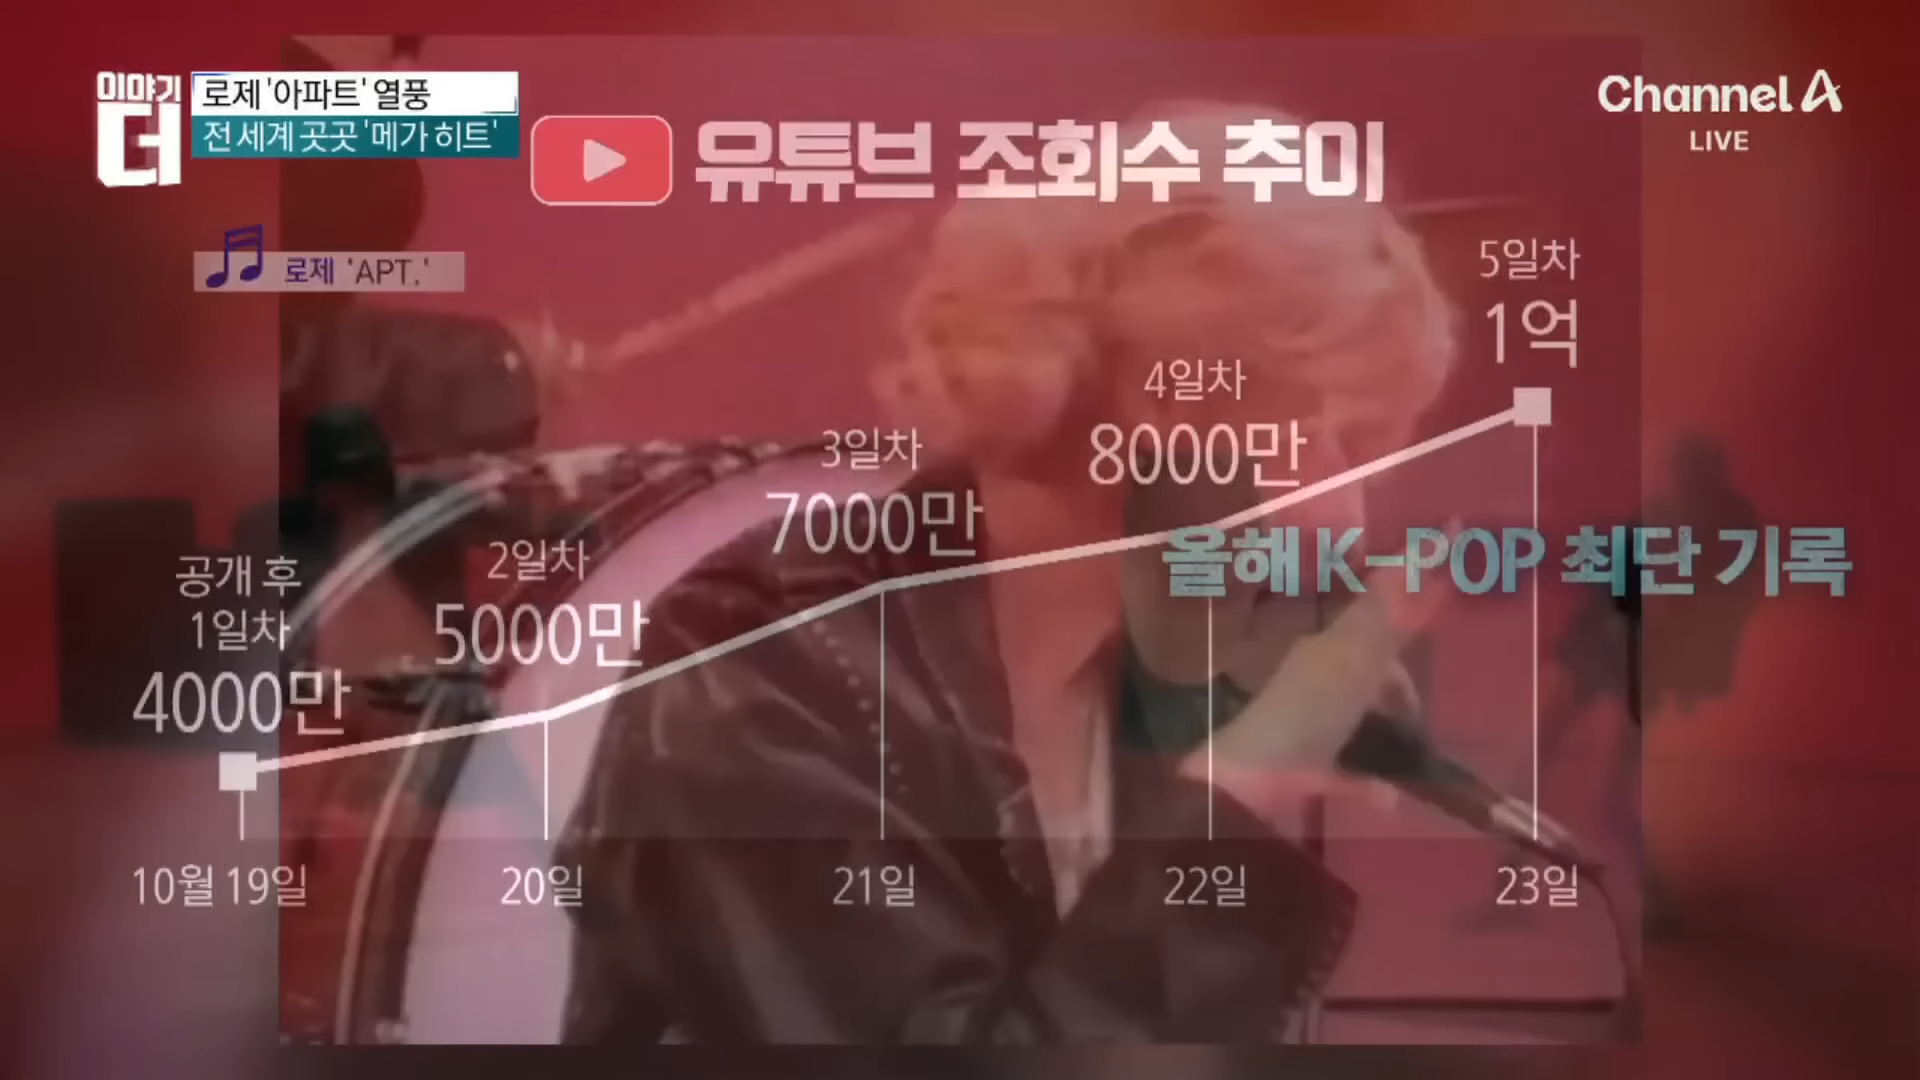 이야기 더
로제 '아파트' 열풍
전 세계 곳곳 '메가 히트'
Channel A
LIVE
유튜브 조회수 추이
로제 'APT.'
5일차
1억
4일차
8000만
3일차
7000만
올해 K-POP 최단 기록
2일차
5000만
공개 후
1일차
4000만
10월 19일 20일 21일 22일 23일